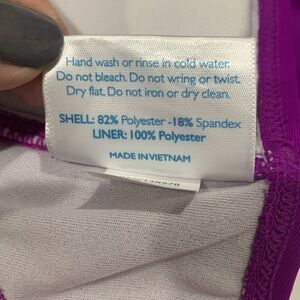 Hand wash or rinse in cold water.
Do not bleach. Do not wring or twist.
Dry flat. Do not iron or dry clean.
SHELL: 82% Polyester -18% Spandex
LINER: 100% Polyester
MADE IN VIETNAM